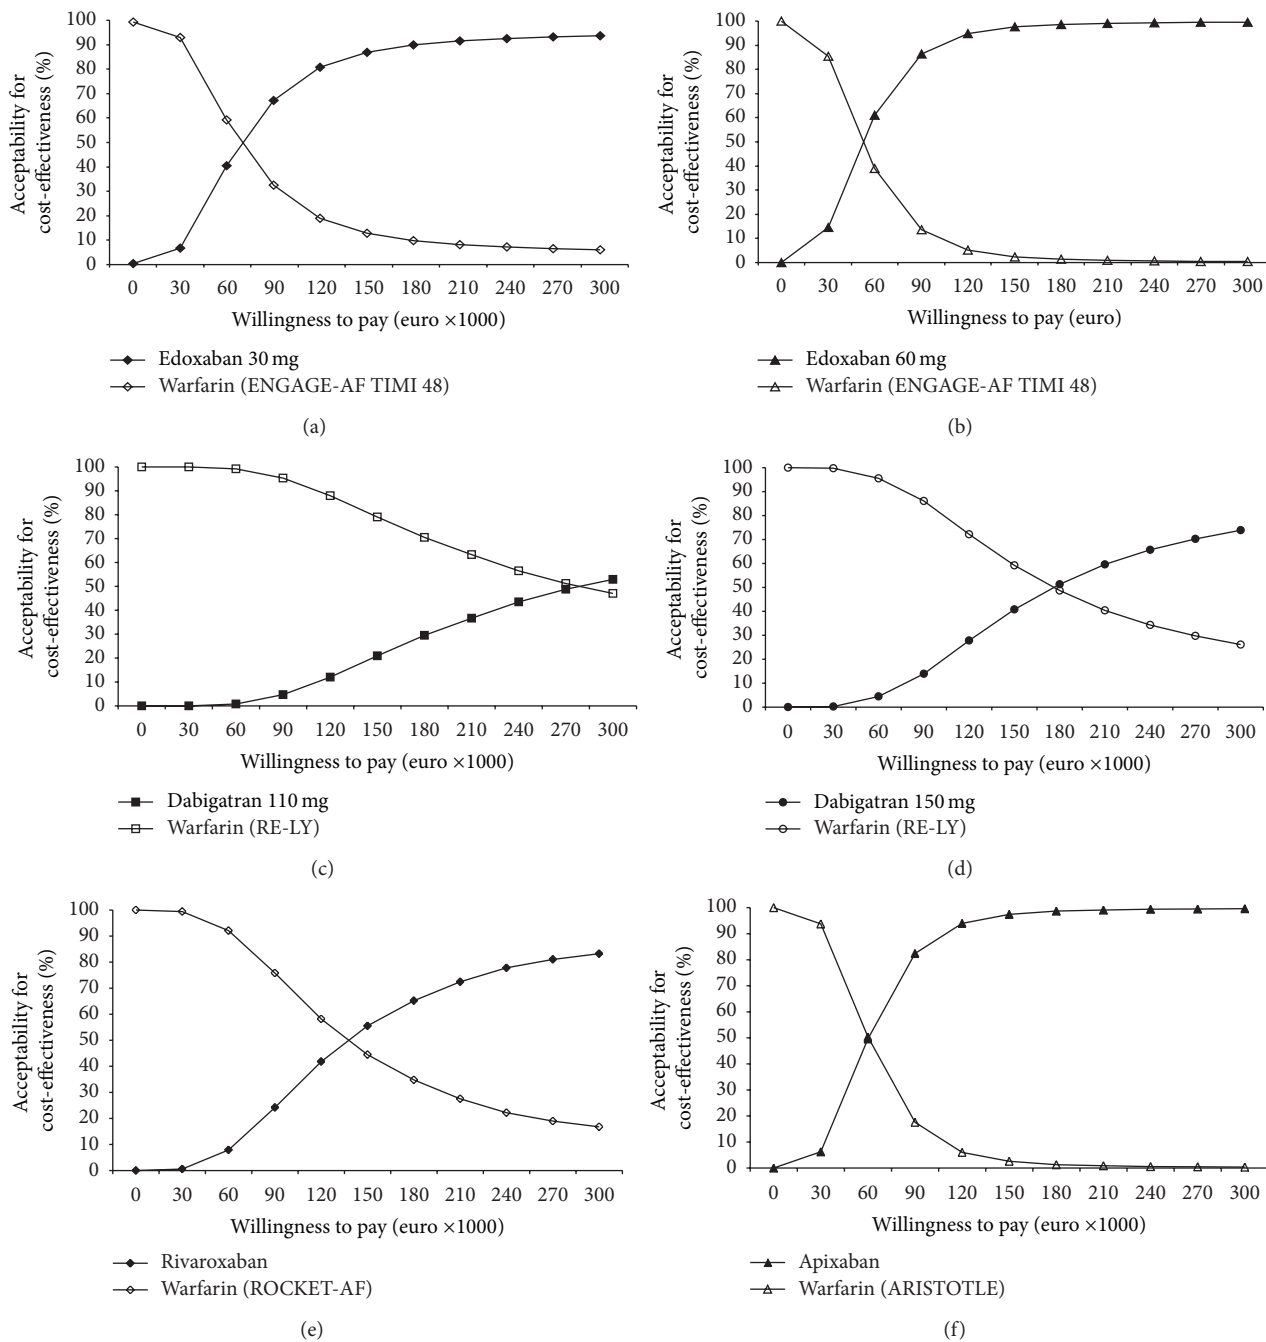 Acceptability for
cost-effectiveness (%)
100
90
80
70
60
50
40
30
20
10
0
0 30 60 90 120 150 180 210 240 270 300
Willingness to pay (euro ×1000)
Edoxaban 30 mg
Warfarin (ENGAGE-AF TIMI 48)
(a)
Acceptability for
cost-effectiveness (%)
100
90
80
70
60
50
40
30
20
10
0
0 30 60 90 120 150 180 210 240 270 300
Willingness to pay (euro)
Edoxaban 60 mg
Warfarin (ENGAGE-AF TIMI 48)
(b)
Acceptability for
cost-effectiveness (%)
100
90
80
70
60
50
40
30
20
10
0
0 30 60 90 120 150 180 210 240 270 300
Willingness to pay (euro ×1000)
Dabigatran 110 mg
Warfarin (RE-LY)
(c)
Acceptability for
cost-effectiveness (%)
100
90
80
70
60
50
40
30
20
10
0
0 30 60 90 120 150 180 210 240 270 300
Willingness to pay (euro ×1000)
Dabigatran 150 mg
Warfarin (RE-LY)
(d)
Acceptability for
cost-effectiveness (%)
100
90
80
70
60
50
40
30
20
10
0
0 30 60 90 120 150 180 210 240 270 300
Willingness to pay (euro ×1000)
Rivaroxaban
Warfarin (ROCKET-AF)
(e)
Acceptability for
cost-effectiveness (%)
100
90
80
70
60
50
40
30
20
10
0
0 30 60 90 120 150 180 210 240 270 300
Willingness to pay (euro ×1000)
Apixaban
Warfarin (ARISTOTLE)
(f)